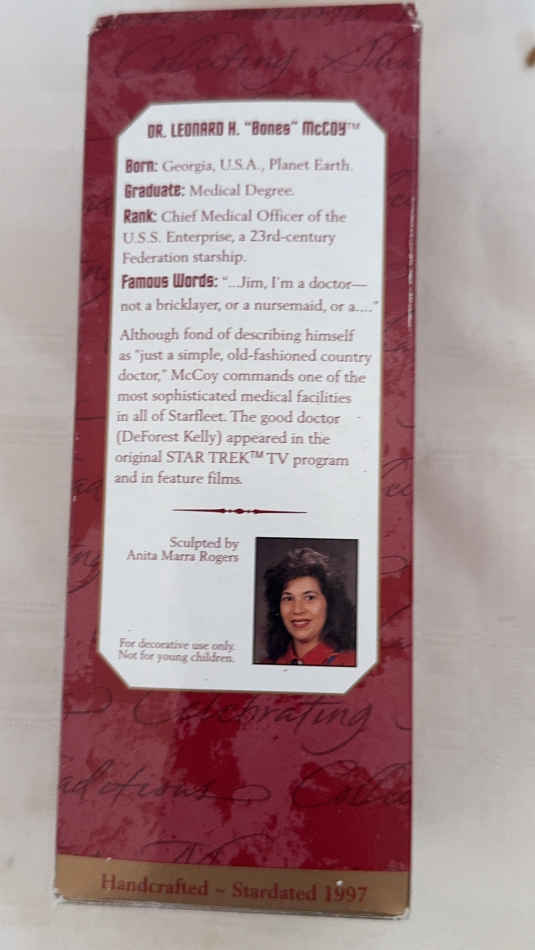 DR. LEONARD H. "Bones" McCOY™
Born: Georgia, U.S.A., Planet Earth.
Graduate: Medical Degree.
Rank: Chief Medical Officer of the
U.S.S. Enterprise, a 23rd-century
Federation starship.
Famous Words: "...Jim, I'm a doctor—
not a bricklayer, or a nursemaid, or a...."
Although fond of describing himself
as "just a simple, old-fashioned country
doctor," McCoy commands one of the
most sophisticated medical facilities
in all of Starfleet. The good doctor
(DeForest Kelly) appeared in the
original STAR TREK™ TV program
and in feature films.
Sculpted by
Anita Marra Rogers
For decorative use only.
Not for young children.
Celebrating
Handcrafted ~ Stardated 1997